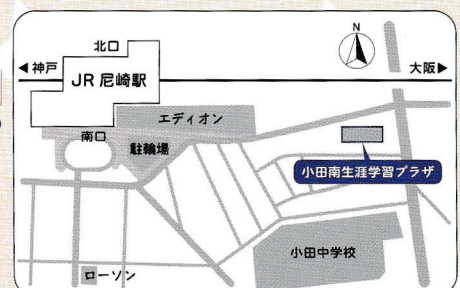 北口
N
◀神戸
大阪▶
JR 尼崎駅
エディオン
南口
駐輪場
小田南生涯学習プラザ
小田中学校
ローソン